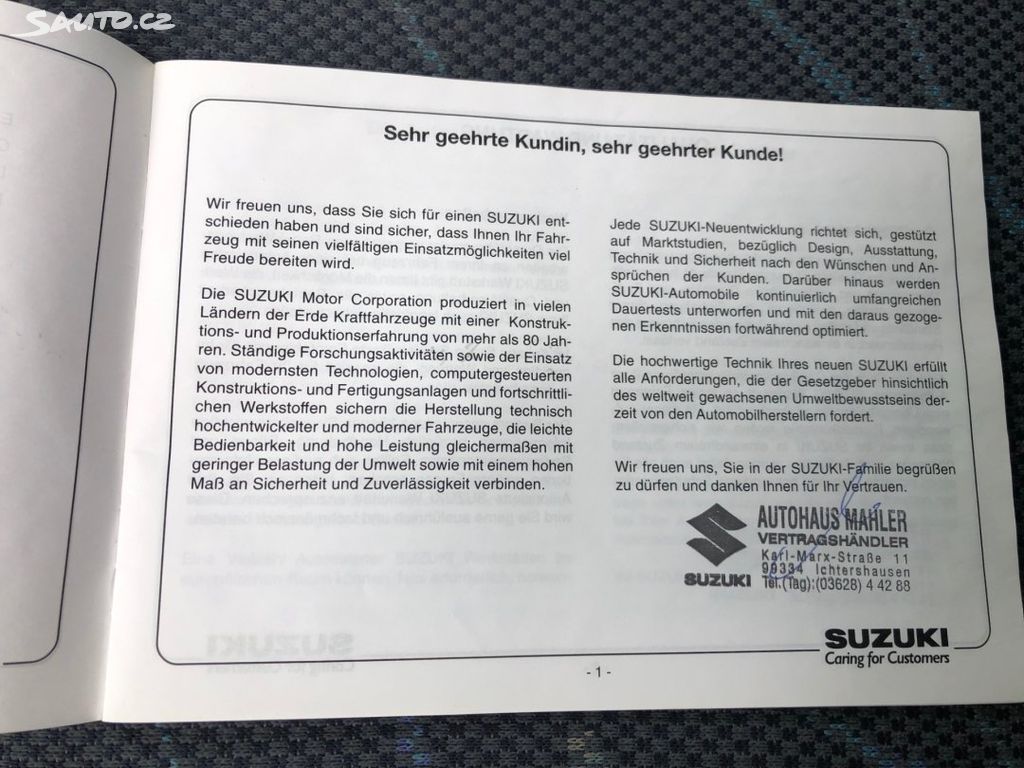 Sauto.cz
Sehr geehrte Kundin, sehr geehrter Kunde!
Wir freuen uns, dass Sie sich für einen SUZUKI ent-
schieden haben und sind sicher, dass Ihnen Ihr Fahr-
zeug mit seinen vielfältigen Einsatzmöglichkeiten viel
Freude bereiten wird.
Die SUZUKI Motor Corporation produziert in vielen
Ländern der Erde Kraftfahrzeuge mit einer Konstruk-
tions- und Produktionserfahrung von mehr als 80 Jah-
ren. Ständige Forschungsaktivitäten sowie der Einsatz
von modernsten Technologien, computergesteuerten
Konstruktions- und Fertigungsanlagen und fortschrittli-
chen Werkstoffen sichern die Herstellung technisch
hochentwickelter und moderner Fahrzeuge, die leichte
Bedienbarkeit und hohe Leistung gleichermaßen mit
geringer Belastung der Umwelt sowie mit einem hohen
Maß an Sicherheit und Zuverlässigkeit verbinden.
Jede SUZUKI-Neuentwicklung richtet sich, gestützt
auf Marktstudien, bezüglich Design, Ausstattung,
Technik und Sicherheit nach den Wünschen und An-
sprüchen der Kunden. Darüber hinaus werden
SUZUKI-Automobile kontinuierlich umfangreichen
Dauertests unterworfen und mit den daraus gezoge-
nen Erkenntnissen fortwährend optimiert.
Die hochwertige Technik Ihres neuen SUZUKI erfüllt
alle Anforderungen, die der Gesetzgeber hinsichtlich
des weltweit gewachsenen Umweltbewusstseins der-
zeit von den Automobilherstellern fordert.
Wir freuen uns, Sie in der SUZUKI-Familie begrüßen
zu dürfen und danken Ihnen für Ihr Vertrauen.
AUTOHAUS MAHLER
VERTRAGSHÄNDLER
Karl-Marx-Straße 11
99334 Ichtershausen
SUZUKI Tel.(Tag):(03628) 4 42 88
SUZUKI
Caring for Customers
- 1 -